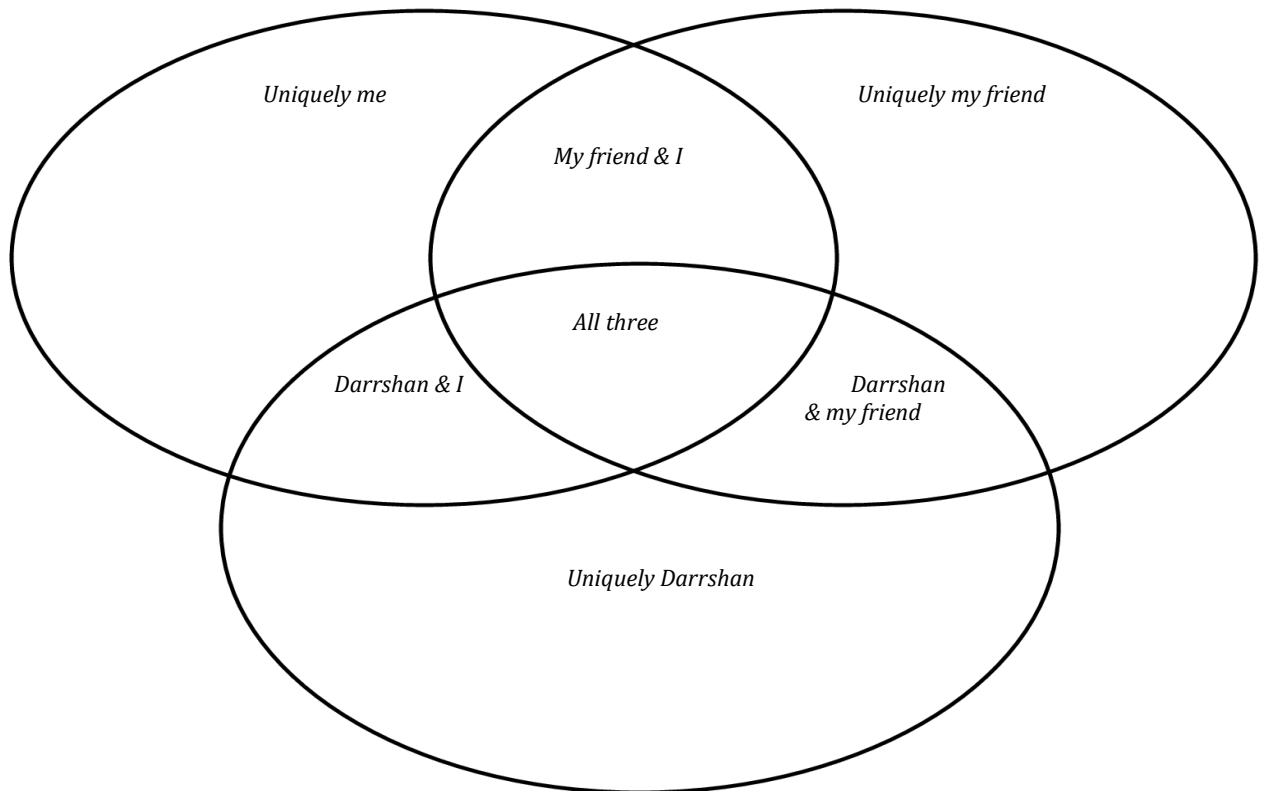 Uniquely me
Uniquely my friend
My friend & I
All three
Darrshan & I
Darrshan
& my friend
Uniquely Darrshan